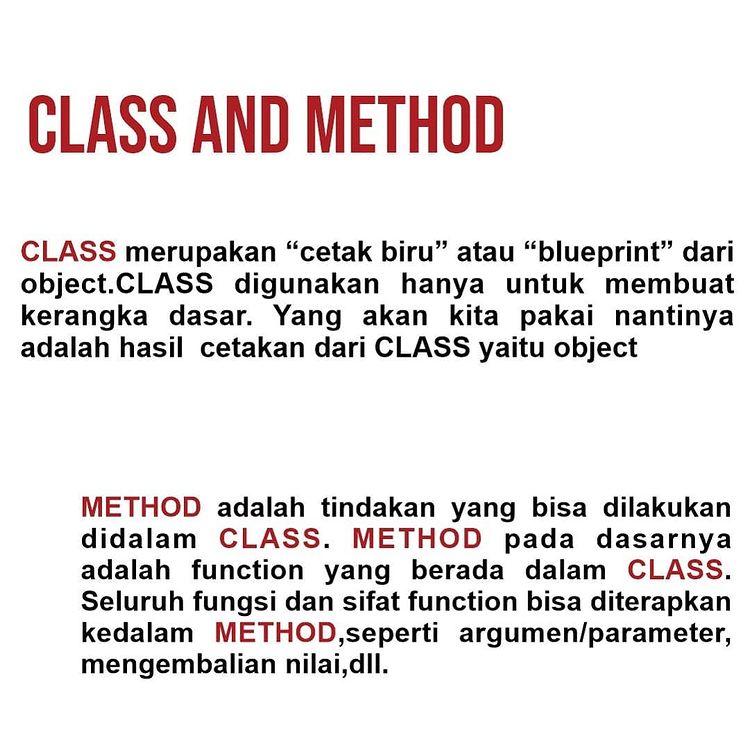 CLASS AND METHOD
CLASS merupakan “cetak biru” atau “blueprint” dari
object.CLASS digunakan hanya untuk membuat
kerangka dasar. Yang akan kita pakai nantinya
adalah hasil cetakan dari CLASS yaitu object
METHOD adalah tindakan yang bisa dilakukan
didalam CLASS. METHOD pada dasarnya
adalah function yang berada dalam CLASS.
Seluruh fungsi dan sifat function bisa diterapkan
kedalam METHOD,seperti argumen/parameter,
mengembalian nilai,dll.